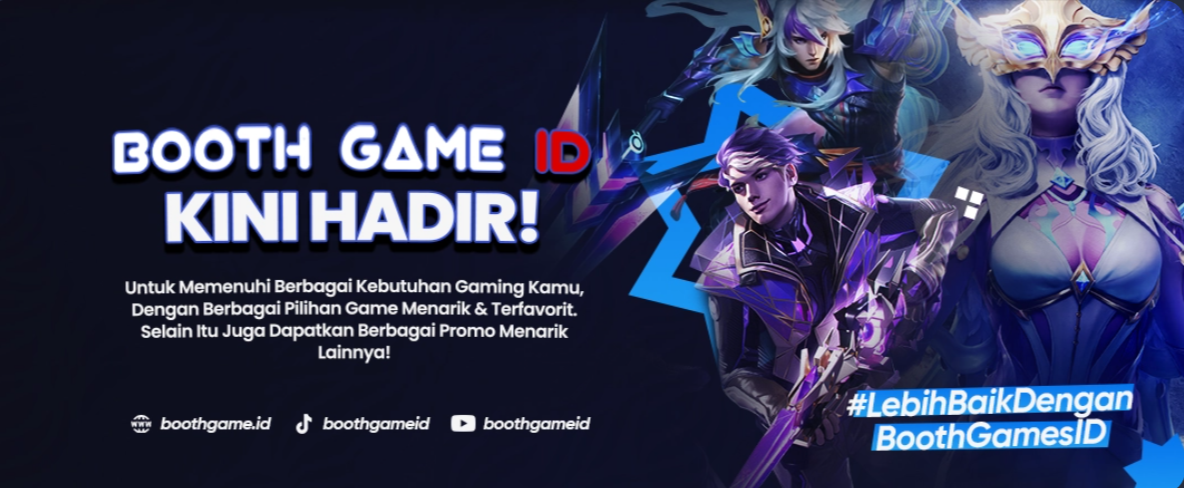 BOOTH GAME ID
KINI HADIR!
Untuk Memenuhi Berbagai Kebutuhan Gaming Kamu,
Dengan Berbagai Pilihan Game Menarik & Terfavorit.
Selain Itu Juga Dapatkan Berbagai Promo Menarik
Lainnya!
WWW boothgame.id boothgameid boothgameid
#LebihBaikDengan
BoothGamesID